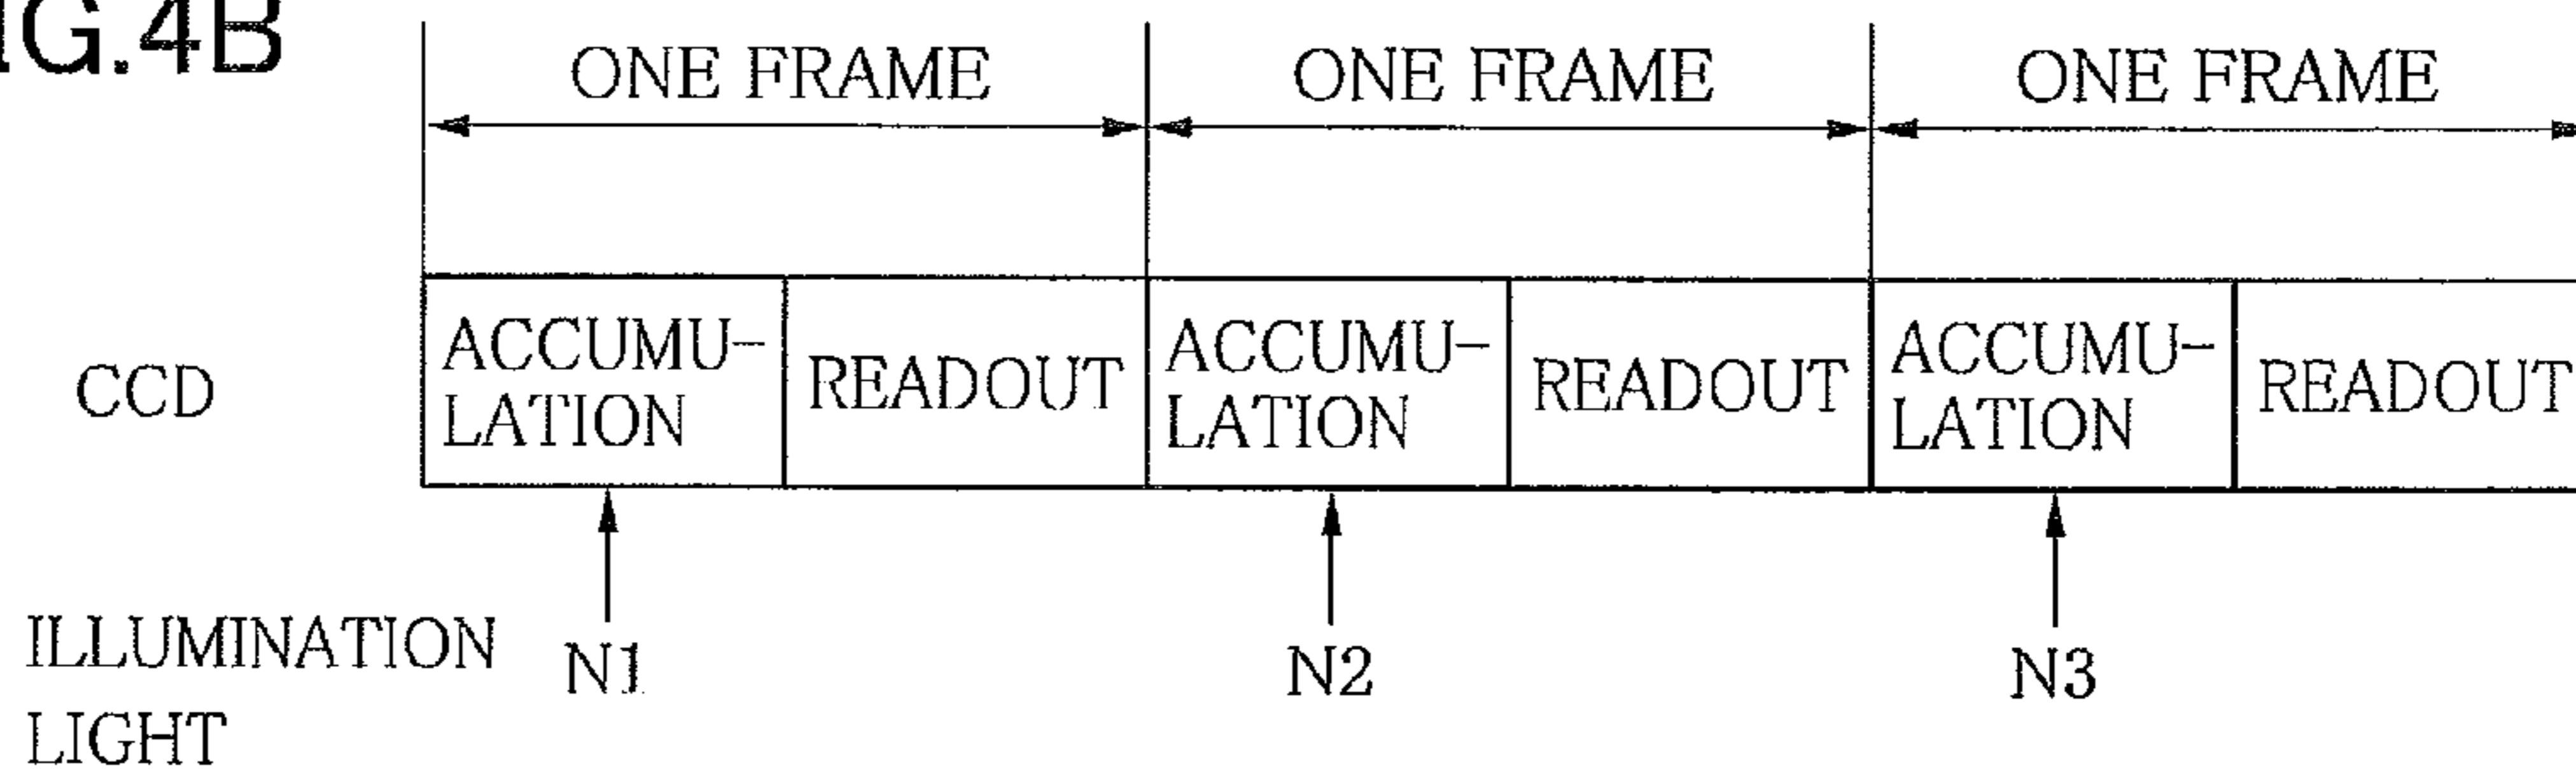 IG.4B
ONE FRAME ONE FRAME ONE FRAME
CCD
ACCUMU-
LATION
READOUT
ACCUMU-
LATION
READOUT
ACCUMU-
LATION
READOUT
ILLUMINATION
LIGHT
N1 N2 N3